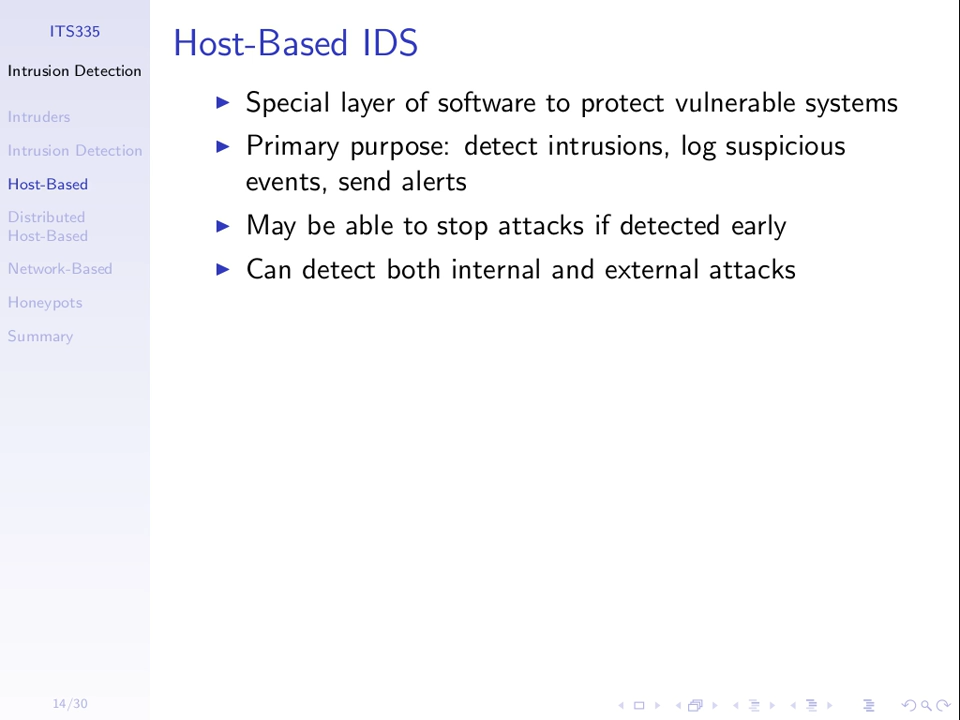 ITS335
Intrusion Detection
Intruders
Intrusion Detection
Host-Based
Distributed
Host-Based
Network-Based
Honeypots
Summary
14/30
Host-Based IDS
Special layer of software to protect vulnerable systems
Primary purpose: detect intrusions, log suspicious
events, send alerts
May be able to stop attacks if detected early
Can detect both internal and external attacks